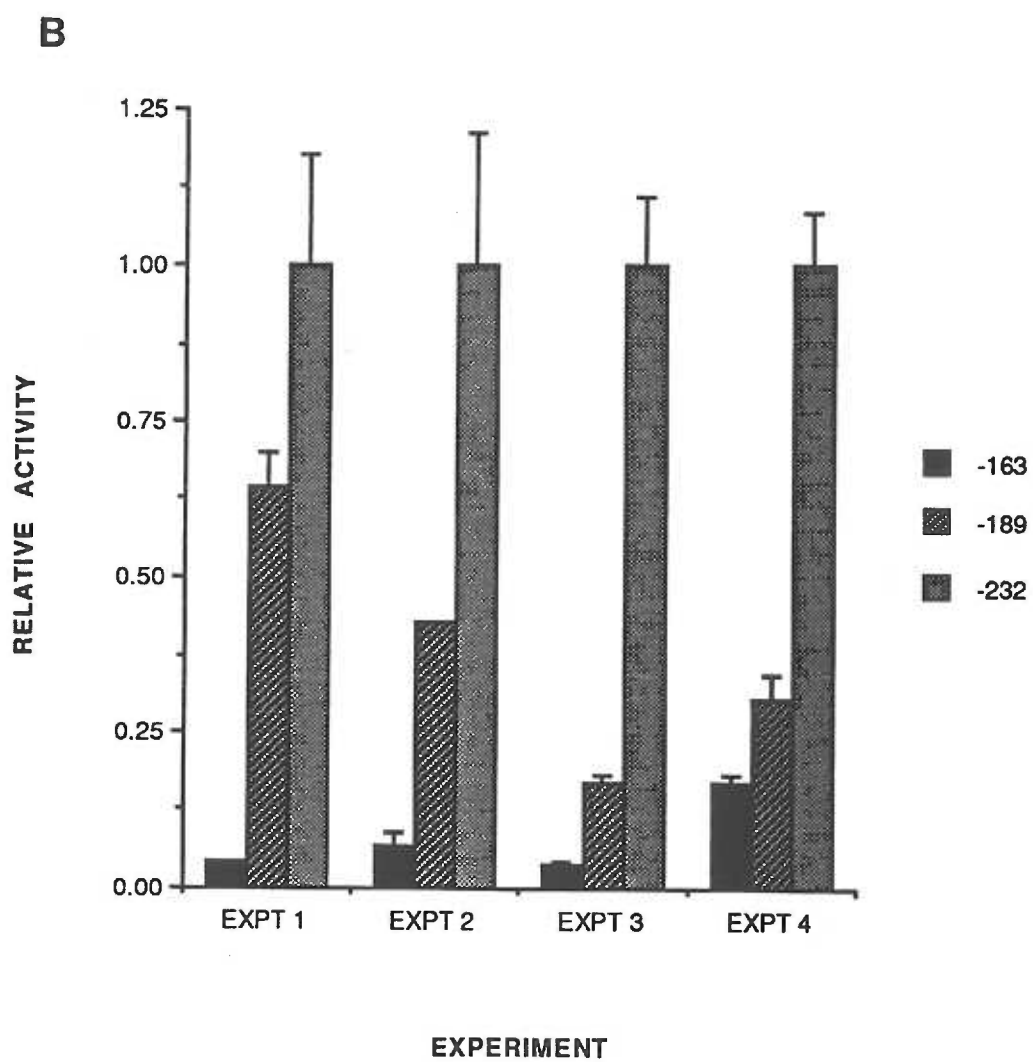 B
1.25
1.00
0.75
0.50
0.25
0.00
RELATIVE ACTIVITY
EXPT 1 EXPT 2 EXPT 3 EXPT 4
EXPERIMENT
-163
-189
-232